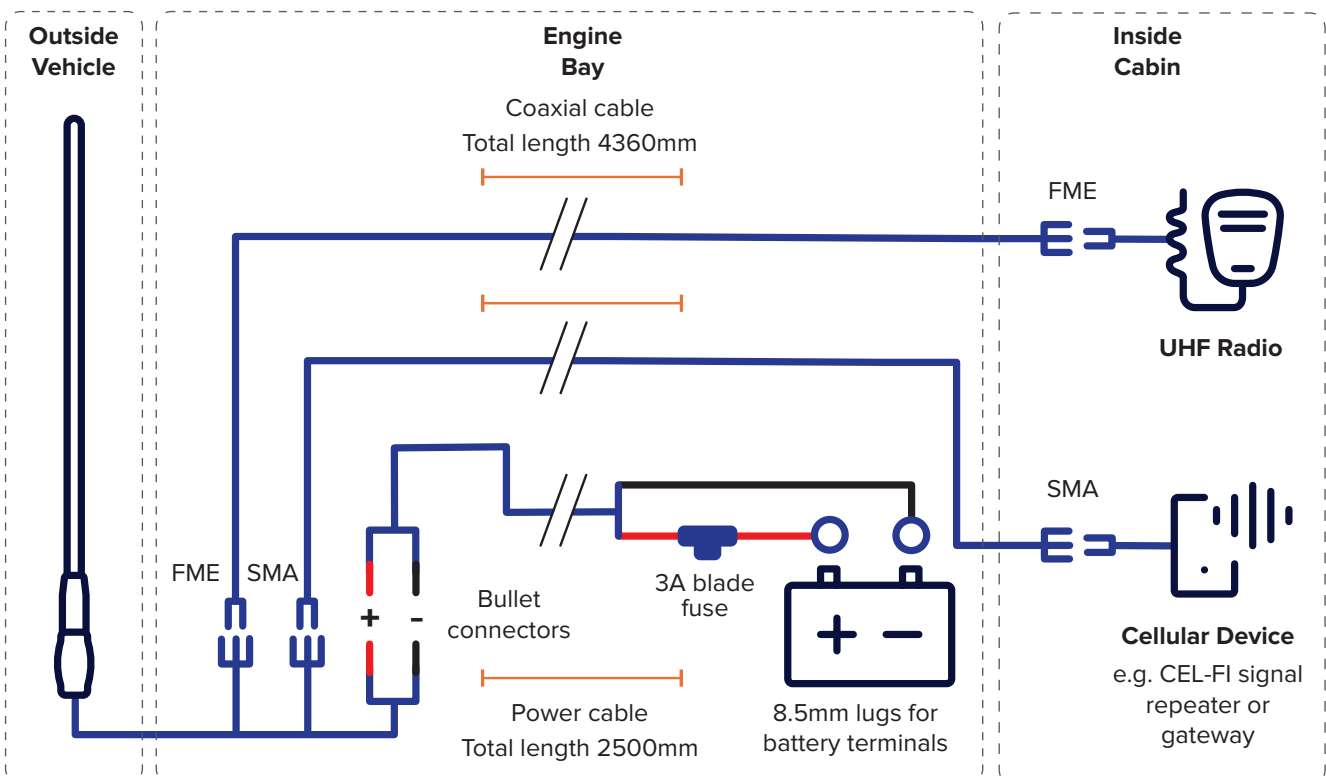 Outside
Vehicle
Engine
Bay
Inside
Cabin
Coaxial cable
Total length 4360mm
FME
UHF Radio
SMA
FME
SMA
+
-
Bullet
connectors
3A blade
fuse
+ −
Cellular Device
e.g. CEL-FI signal
repeater or
gateway
Power cable
Total length 2500mm
8.5mm lugs for
battery terminals